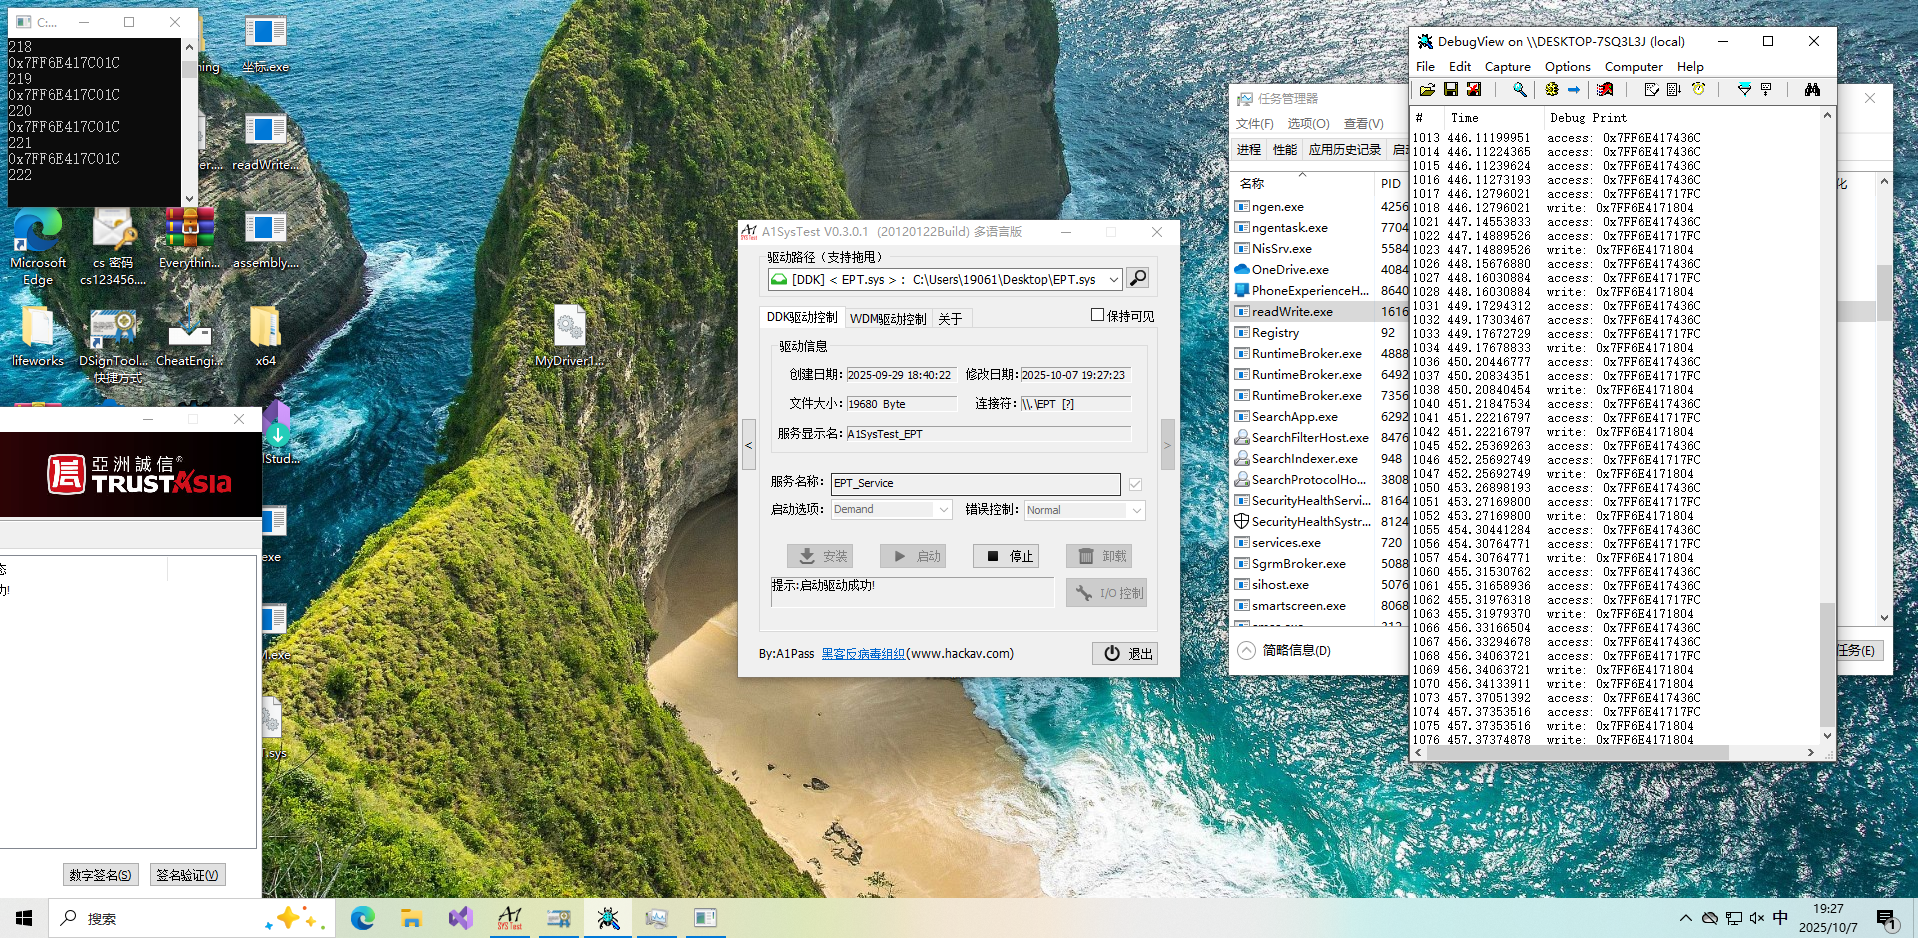 C:...
218
0x7FF6E417C01C
219
0x7FF6E417C01C
220
0x7FF6E417C01C
221
0x7FF6E417C01C
222
坐标.exe
readWrite...
Microsoft Edge
cs 密码 cs123456....
Everythin...
assembly....
lifeworks
DSignTool... - 快捷方式
CheatEngi...
x64
MyDriver1...
亞洲誠信®
TRUSTAsia
数字签名(S)
签名验证(V)
A1SysTest V0.3.0.1 (20120122Build) 多语言版
驱动路径（支持拖甩）
[DDK] < EPT.sys > : C:\Users\19061\Desktop\EPT.sys
DDK驱动控制
WDM驱动控制
关于
保持可见
驱动信息
创建日期: 2025-09-29 18:40:22 修改日期: 2025-10-07 19:27:23
文件大小: 19680 Byte 连接符: \\.\EPT [?]
服务显示名: A1SysTest_EPT
服务名称: EPT_Service
启动选项: Demand 错误控制: Normal
安装 启动 停止 卸载
提示:启动驱动成功!
I/O 控制
By:A1Pass 黑客反病毒组织(www.hackav.com)
退出
任务管理器
文件(F) 选项(O) 查看(V)
进程 性能 应用历史记录
名称 PID
ngen.exe 4256
ngentask.exe 7704
NisSrv.exe 5584
OneDrive.exe 4084
PhoneExperienceH... 8640
readWrite.exe 1616
Registry 92
RuntimeBroker.exe 4888
RuntimeBroker.exe 6492
RuntimeBroker.exe 7356
SearchApp.exe 6292
SearchFilterHost.exe 8476
SearchIndexer.exe 948
SearchProtocolHo... 3808
SecurityHealthServi... 8164
SecurityHealthSystr... 8124
services.exe 720
SgrmBroker.exe 5088
sihost.exe 5076
smartscreen.exe 8068
简略信息(D)
任务(E)
DebugView on \\DESKTOP-7SQ3L3J (local)
File Edit Capture Options Computer Help
# Time Debug Print
1013 446.11199951 access: 0x7FF6E417436C
1014 446.11224365 access: 0x7FF6E417436C
1015 446.11239624 access: 0x7FF6E417436C
1016 446.11273193 access: 0x7FF6E417436C
1017 446.12796021 access: 0x7FF6E41717FC
1018 446.12796021 write: 0x7FF6E4171804
1021 447.14553833 access: 0x7FF6E417436C
1022 447.14889526 access: 0x7FF6E41717FC
1023 447.14889526 write: 0x7FF6E4171804
1026 448.15676880 access: 0x7FF6E417436C
1027 448.16030884 access: 0x7FF6E41717FC
1028 448.16030884 write: 0x7FF6E4171804
1031 449.17294312 access: 0x7FF6E417436C
1032 449.17303467 access: 0x7FF6E417436C
1033 449.17672729 access: 0x7FF6E41717FC
1034 449.17678833 write: 0x7FF6E4171804
1036 450.20446777 access: 0x7FF6E417436C
1037 450.20834351 access: 0x7FF6E41717FC
1038 450.20840454 write: 0x7FF6E4171804
1040 451.21847534 access: 0x7FF6E417436C
1041 451.22216797 access: 0x7FF6E41717FC
1042 451.22216797 write: 0x7FF6E4171804
1045 452.25369263 access: 0x7FF6E417436C
1046 452.25692749 access: 0x7FF6E41717FC
1047 452.25692749 write: 0x7FF6E4171804
1050 453.26898193 access: 0x7FF6E417436C
1051 453.27169800 access: 0x7FF6E41717FC
1052 453.27169800 write: 0x7FF6E4171804
1055 454.30441284 access: 0x7FF6E417436C
1056 454.30764771 access: 0x7FF6E41717FC
1057 454.30764771 write: 0x7FF6E4171804
1060 455.31530762 access: 0x7FF6E417436C
1061 455.31658936 access: 0x7FF6E417436C
1062 455.31976318 access: 0x7FF6E41717FC
1063 455.31979370 write: 0x7FF6E4171804
1066 456.33166504 access: 0x7FF6E417436C
1067 456.33294678 access: 0x7FF6E417436C
1068 456.34063721 access: 0x7FF6E41717FC
1069 456.34063721 write: 0x7FF6E4171804
1070 456.34133911 write: 0x7FF6E4171804
1073 457.37051392 access: 0x7FF6E417436C
1074 457.37353516 access: 0x7FF6E41717FC
1075 457.37353516 write: 0x7FF6E4171804
1076 457.37374878 write: 0x7FF6E4171804
搜索
中
19:27
2025/10/7